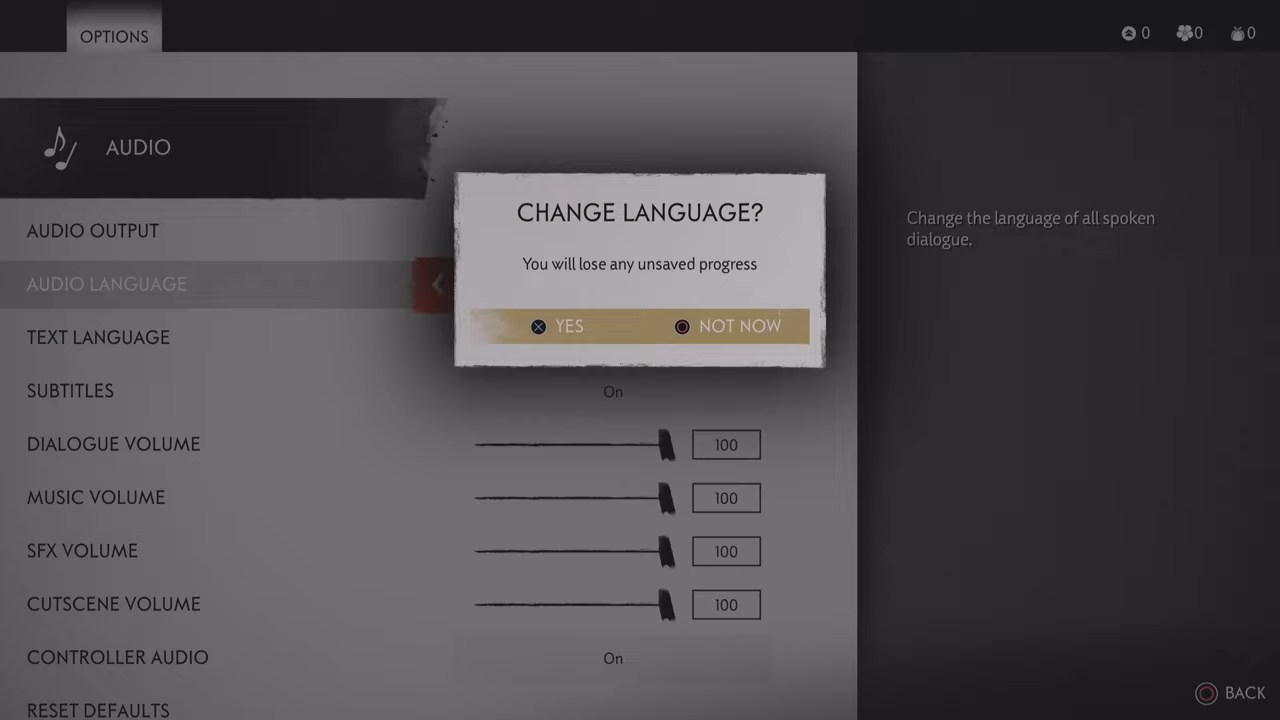 OPTIONS
0 0 0
AUDIO
AUDIO OUTPUT
AUDIO LANGUAGE
TEXT LANGUAGE
SUBTITLES On
DIALOGUE VOLUME 100
MUSIC VOLUME 100
SFX VOLUME 100
CUTSCENE VOLUME 100
CONTROLLER AUDIO On
RESET DEFAULTS
CHANGE LANGUAGE?
You will lose any unsaved progress
YES NOT NOW
Change the language of all spoken
dialogue.
BACK